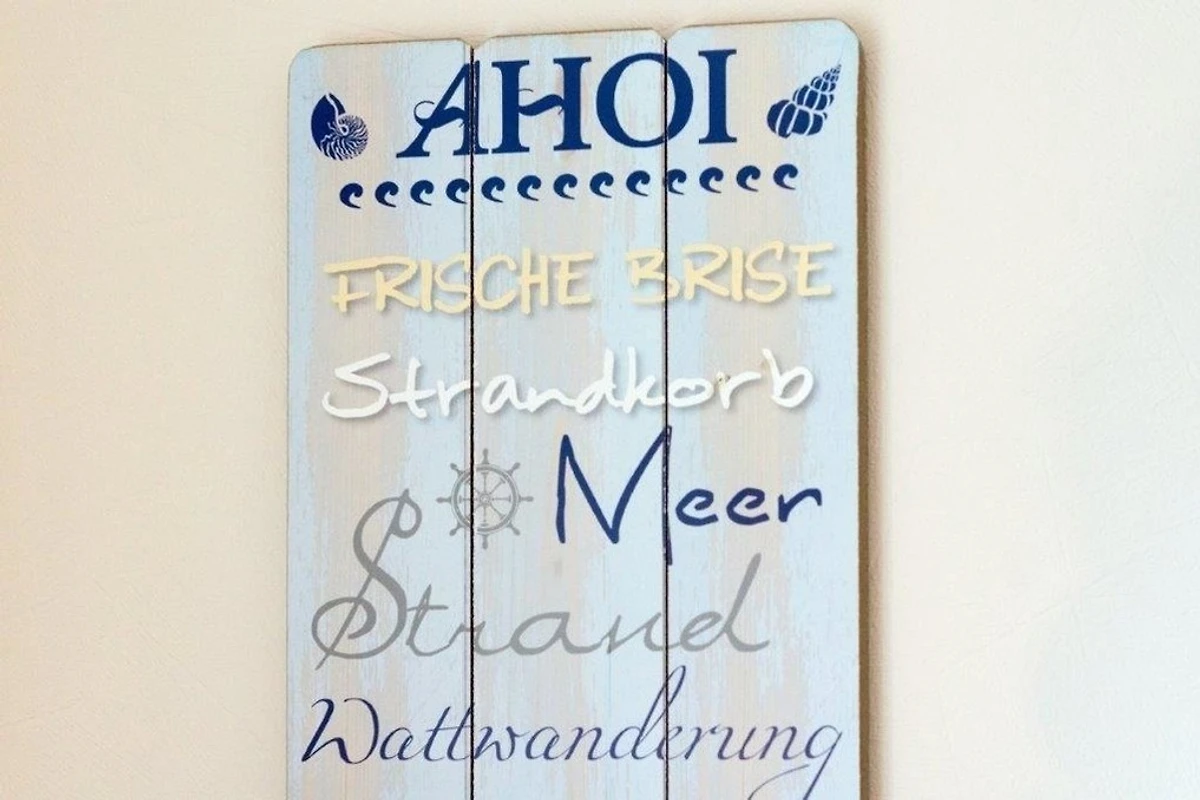 AHOI
FRISCHE BRISE
Strandkorb
Meer
Strand
Wattwanderung